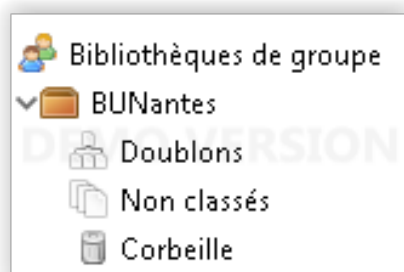 Bibliothèques de groupe
BUNantes
DEMO VERSION
Doublons
Non classés
Corbeille